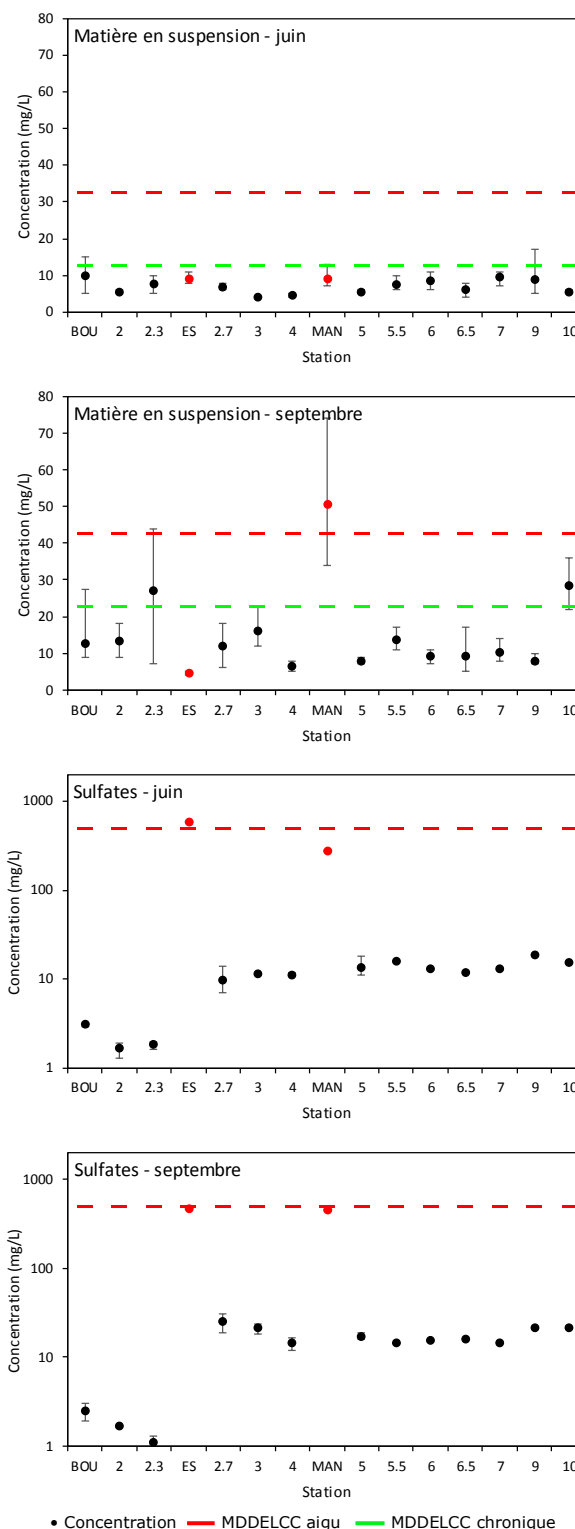 Matière en suspension - juin
80
70
60
50
40
30
20
10
0
Concentration (mg/L)
BOU 2 2.3 ES 2.7 3 4 MAN 5 5.5 6 6.5 7 9 10
Station
Matière en suspension - septembre
80
70
60
50
40
30
20
10
0
Concentration (mg/L)
BOU 2 2.3 ES 2.7 3 4 MAN 5 5.5 6 6.5 7 9 10
Station
Sulfates - juin
1000
100
10
1
Concentration (mg/L)
BOU 2 2.3 ES 2.7 3 4 MAN 5 5.5 6 6.5 7 9 10
Station
Sulfates - septembre
1000
100
10
1
Concentration (mg/L)
BOU 2 2.3 ES 2.7 3 4 MAN 5 5.5 6 6.5 7 9 10
Station
Concentration MDDELCC aigu MDDELCC chronique